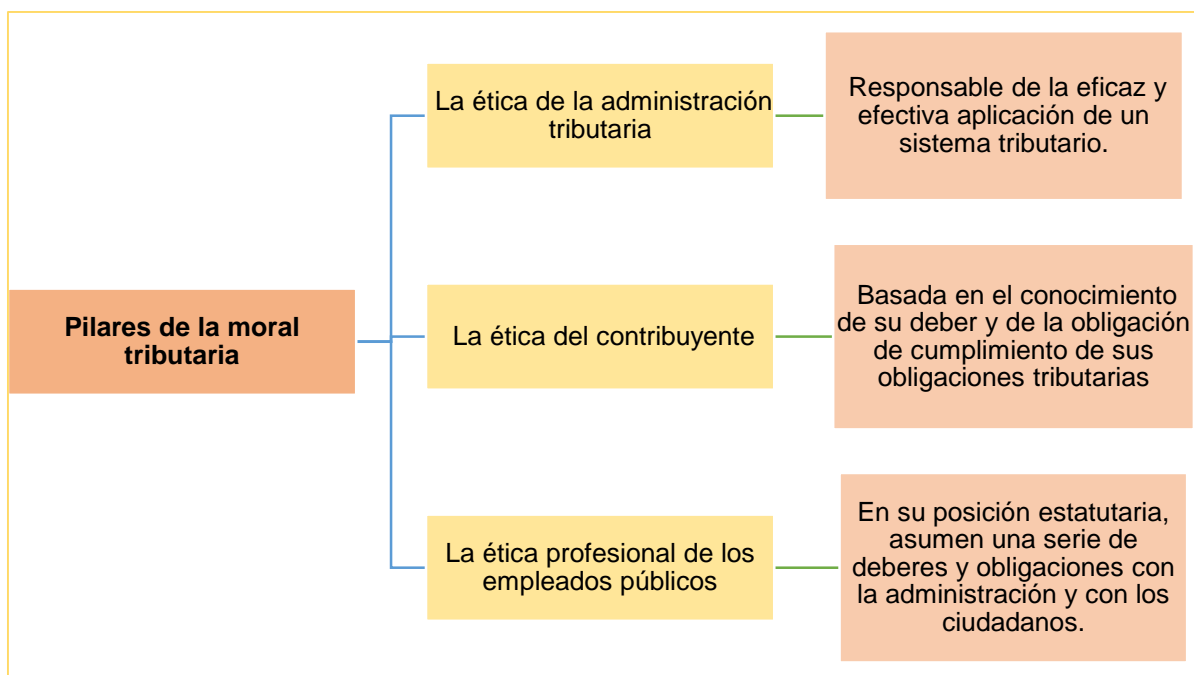 Pilares de la moral
tributaria
La ética de la administración
tributaria
Responsable de la eficaz y
efectiva aplicación de un
sistema tributario.
La ética del contribuyente
Basada en el conocimiento
de su deber y de la obligación
de cumplimiento de sus
obligaciones tributarias
La ética profesional de los
empleados públicos
En su posición estatutaria,
asumen una serie de
deberes y obligaciones con
la administración y con los
ciudadanos.